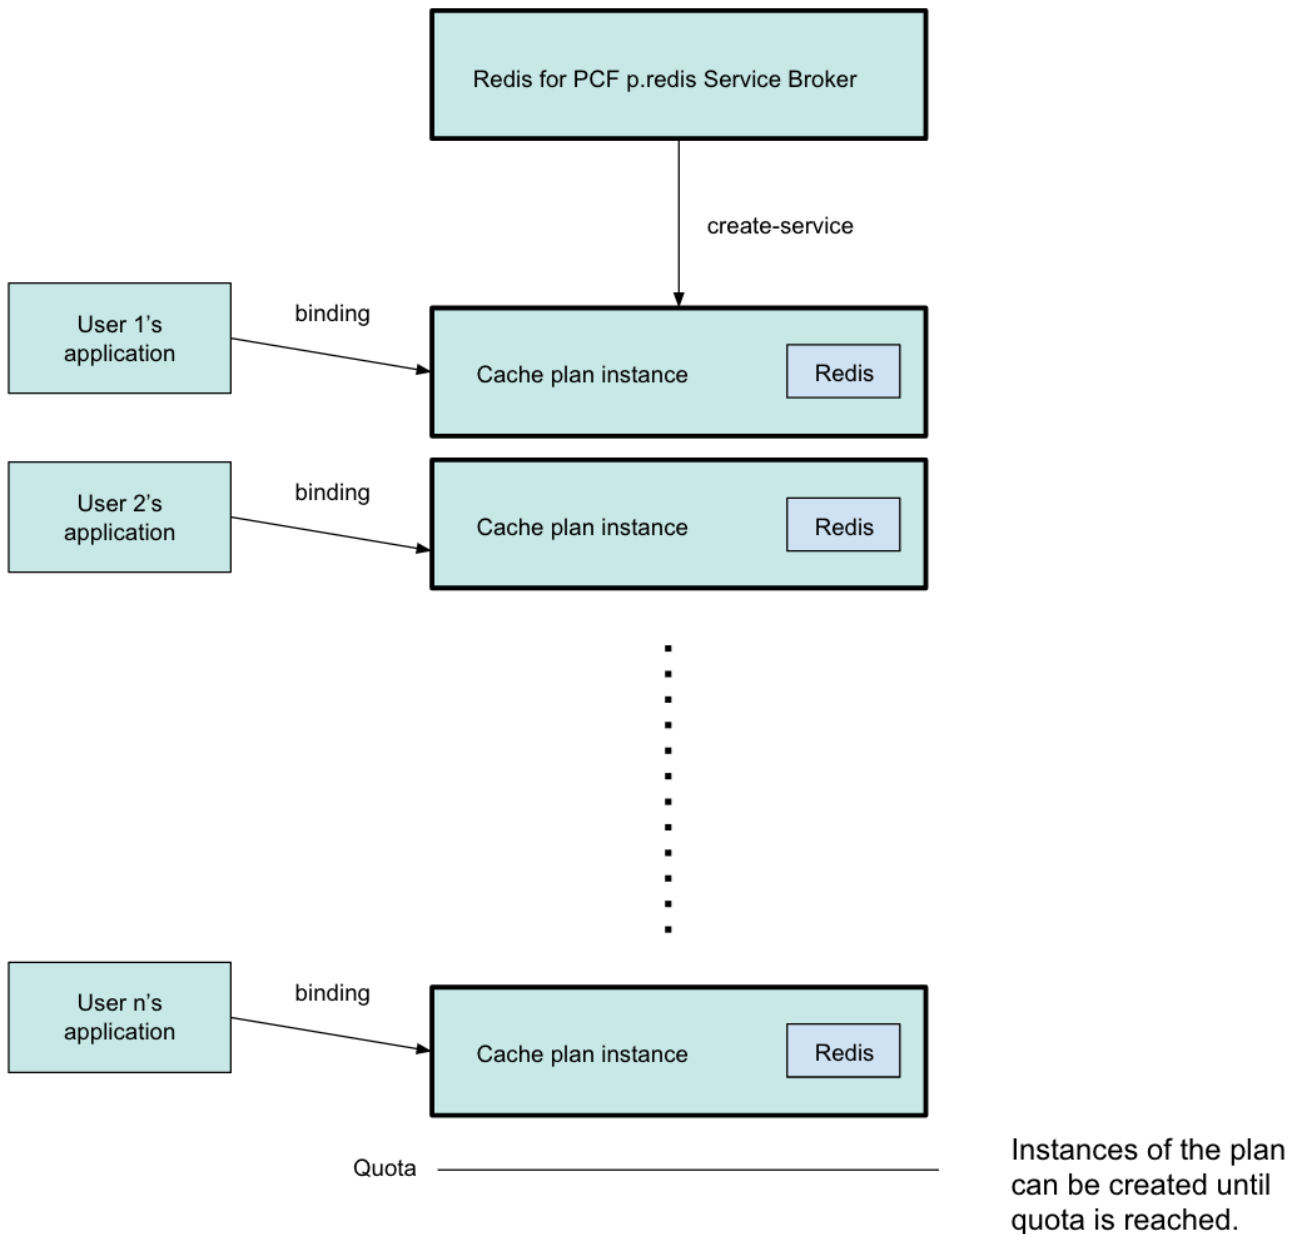 Redis for PCF p.redis Service Broker
create-service
User 1's
application
binding
Cache plan instance
Redis
User 2's
application
binding
Cache plan instance
Redis
User n's
application
binding
Cache plan instance
Redis
Quota
Instances of the plan
can be created until
quota is reached.